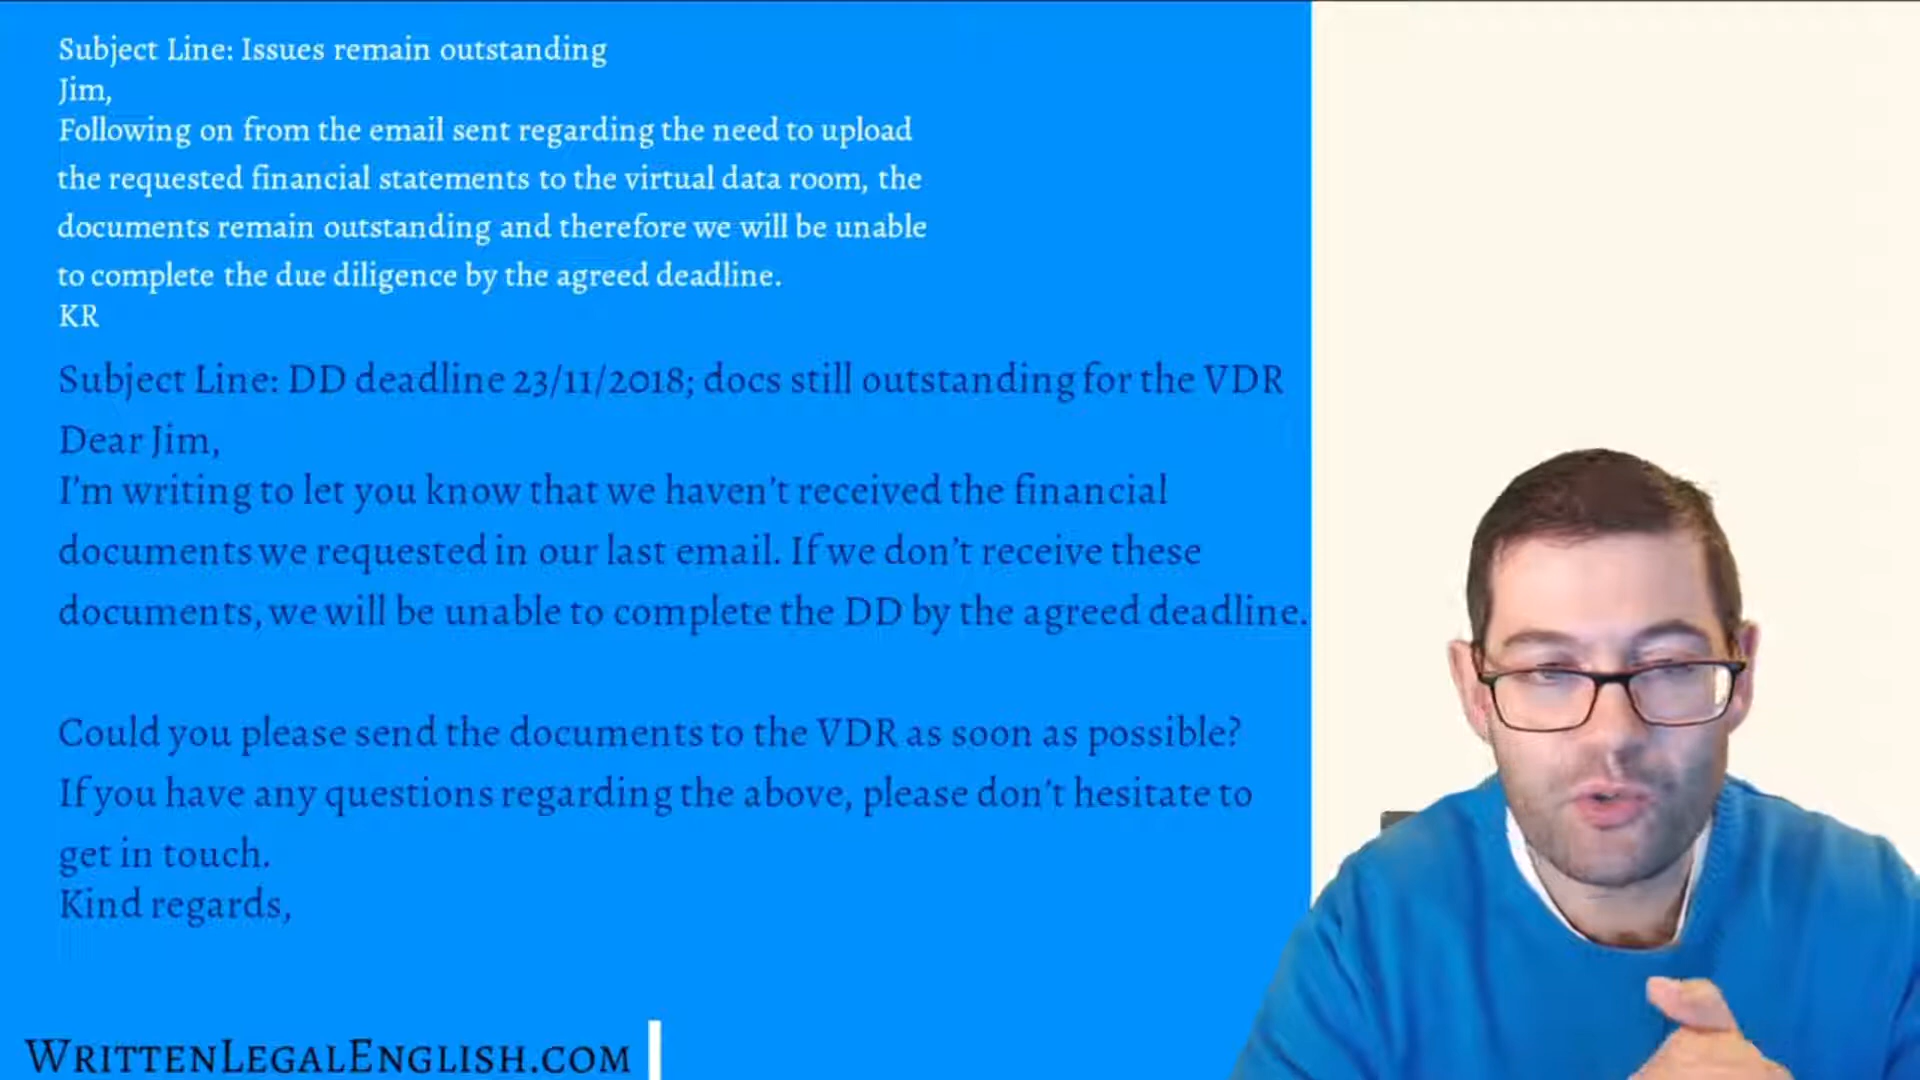 Subject Line: Issues remain outstanding
Jim,
Following on from the email sent regarding the need to upload
the requested financial statements to the virtual data room, the
documents remain outstanding and therefore we will be unable
to complete the due diligence by the agreed deadline.
KR
Subject Line: DD deadline 23/11/2018; docs still outstanding for the VDR
Dear Jim,
I'm writing to let you know that we haven't received the financial
documents we requested in our last email. If we don't receive these
documents, we will be unable to complete the DD by the agreed deadline.
Could you please send the documents to the VDR as soon as possible?
If you have any questions regarding the above, please don't hesitate to
get in touch.
Kind regards,
WRITTENLEGALENGLISH.COM